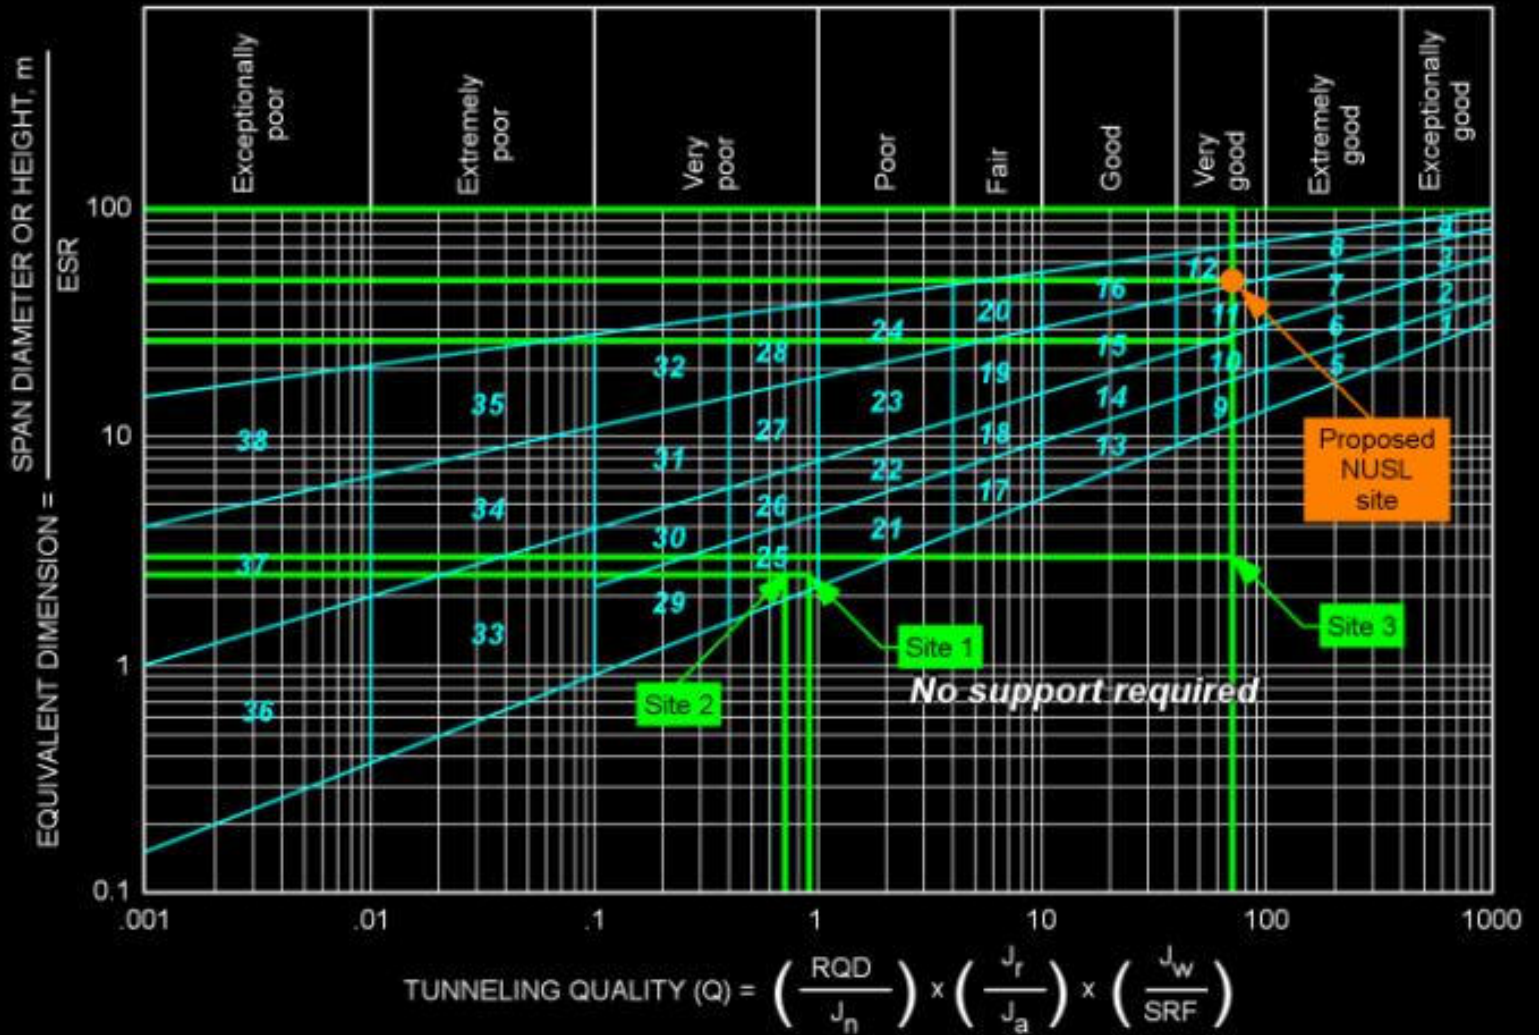 Exceptionally
poor
Extremely
poor
Very
poor
Poor
Fair
Good
Very
good
Extremely
good
Exceptionally
good
EQUIVALENT DIMENSION =
SPAN DIAMETER OR HEIGHT, m
ESR
100
10
1
0.1
4
8
3
12
7
2
16
11
6
1
20
15
10
5
24
19
14
9
28
23
18
13
32
27
22
17
35
31
26
21
38
34
30
25
37
33
29
36
Proposed
NUSL
site
Site 3
Site 1
Site 2
No support required
.001
.01
.1
1
10
100
1000
TUNNELING QUALITY (Q) = (RQD / Jn) x (Jr / Ja) x (Jw / SRF)